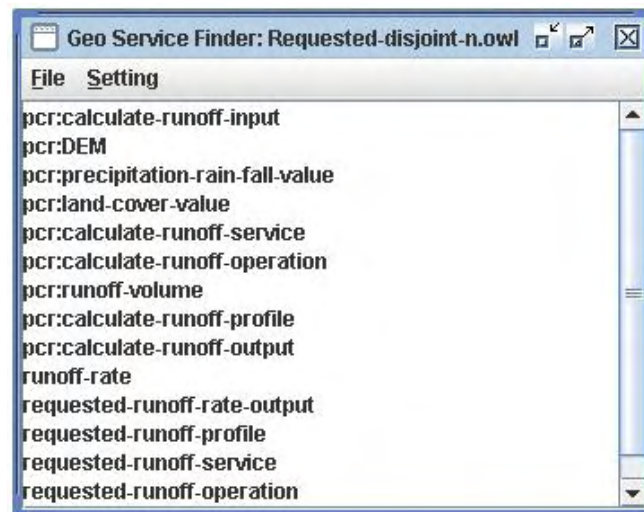 Geo Service Finder: Requested-disjoint-n.owl
File Setting
pcr:calculate-runoff-input
pcr:DEM
pcr:precipitation-rain-fall-value
pcr:land-cover-value
pcr:calculate-runoff-service
pcr:calculate-runoff-operation
pcr:runoff-volume
pcr:calculate-runoff-profile
pcr:calculate-runoff-output
runoff-rate
requested-runoff-rate-output
requested-runoff-profile
requested-runoff-service
requested-runoff-operation